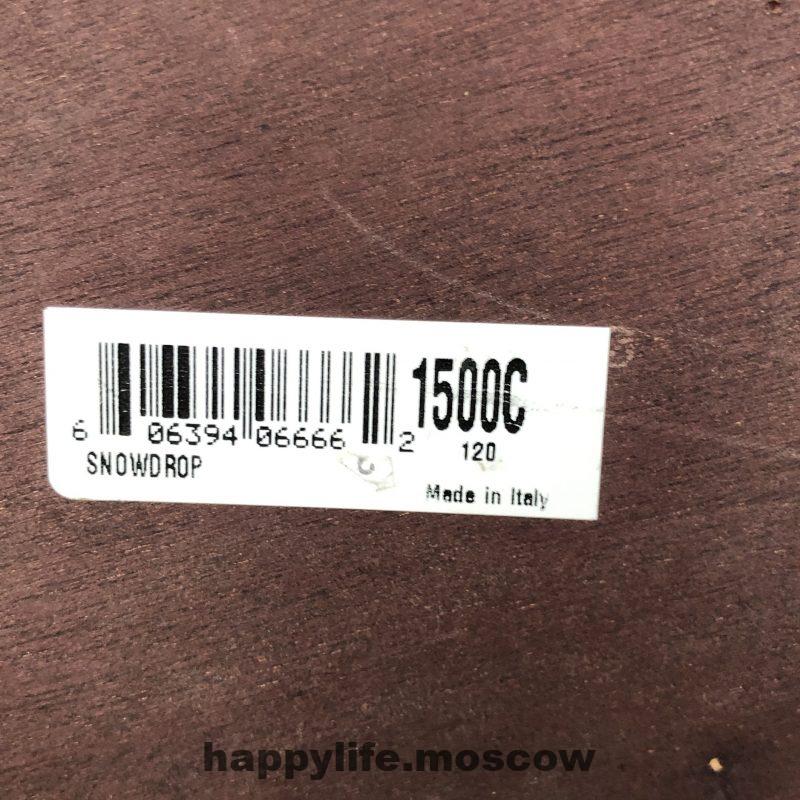 1500C
6 06394 06666 2
120
SNOWDROP
Made in Italy
happylife.moscow